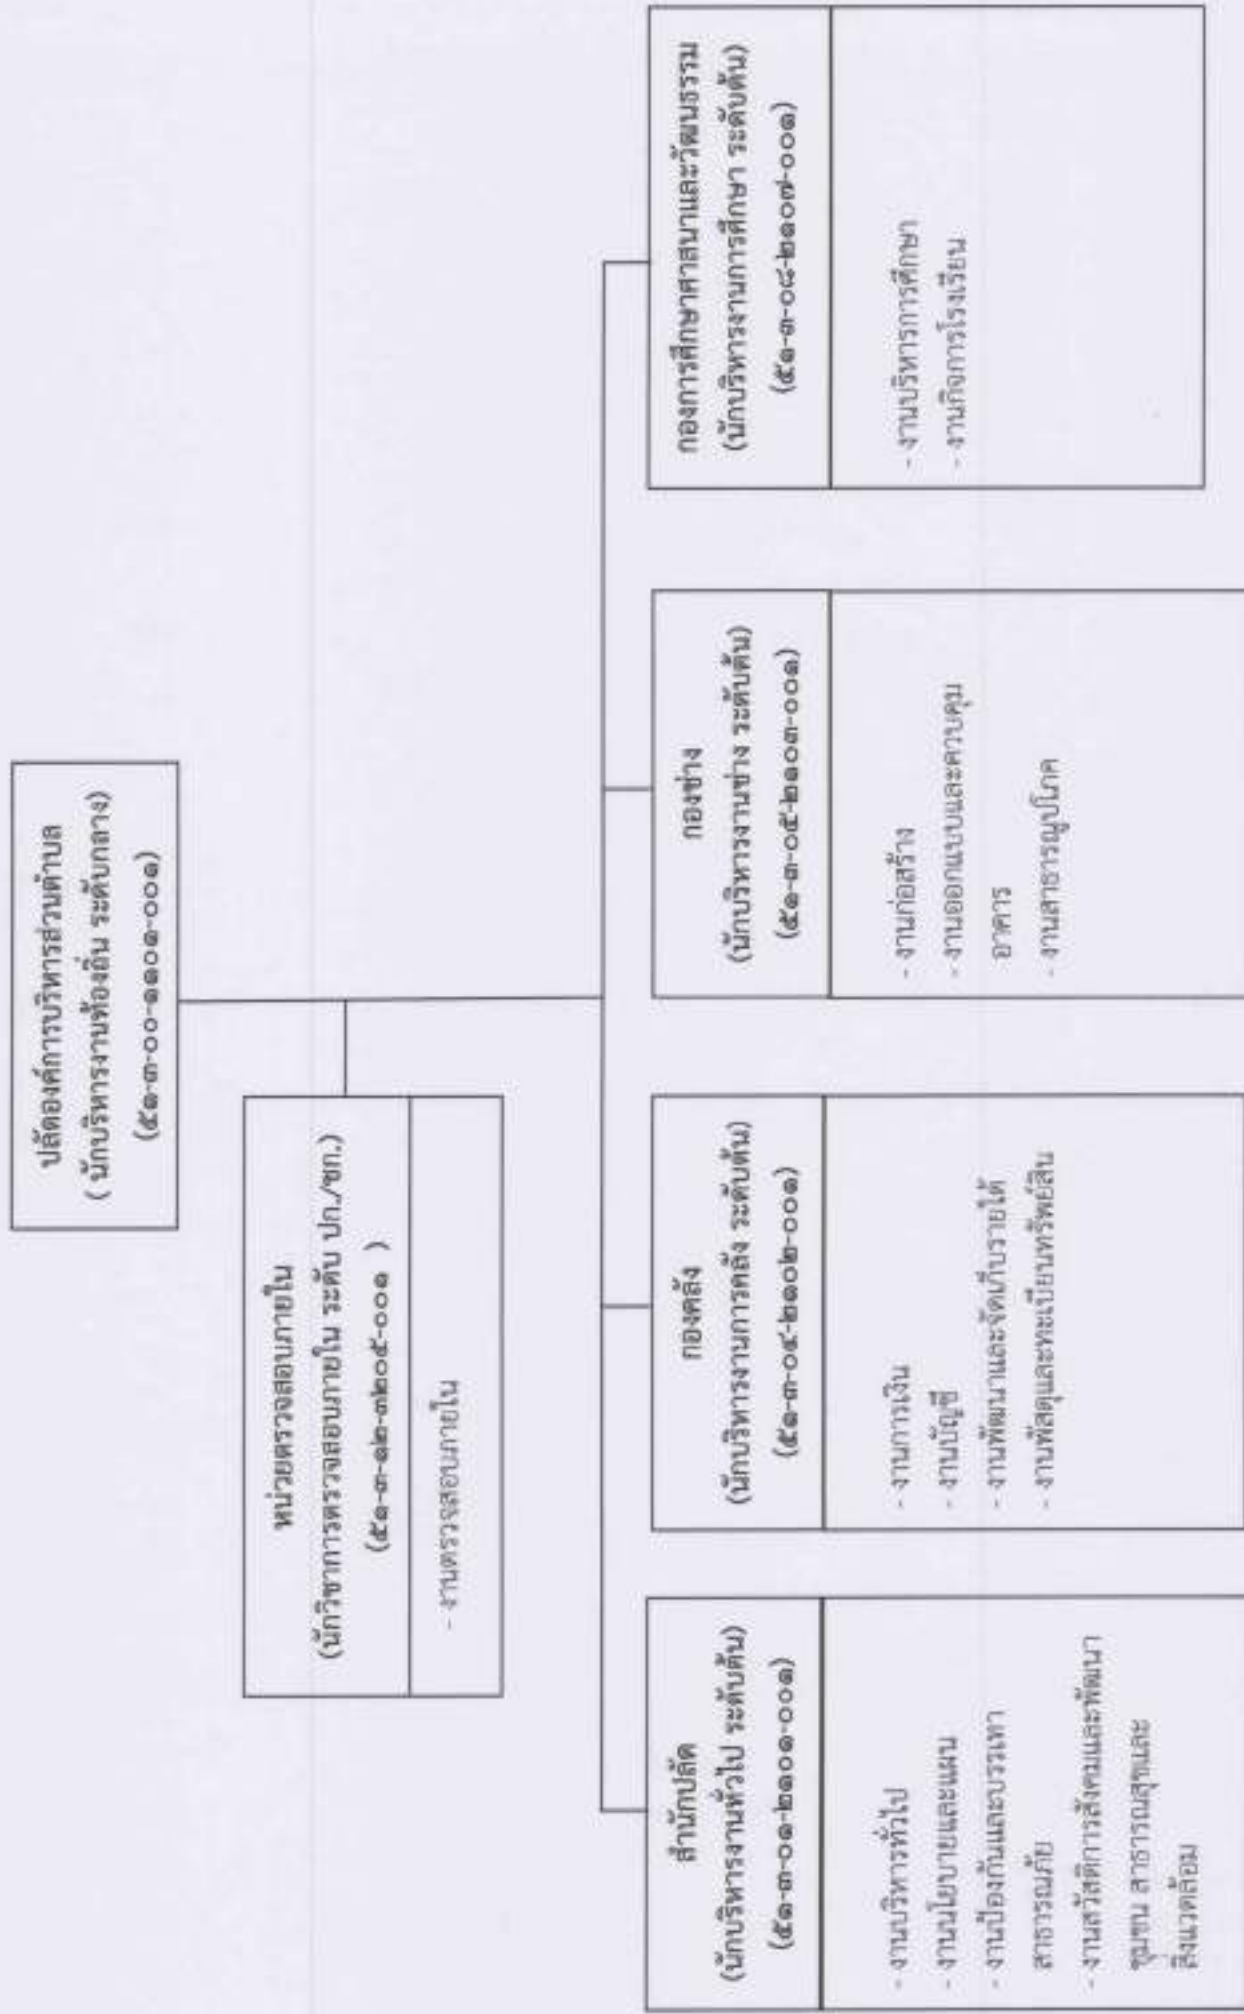 ปลัดองค์การบริหารส่วนตำบล
( นักบริหารงานท้องถิ่น ระดับกลาง)
(๕๑-๓-๐๐-๑๑๐๑-๐๐๑)
หน่วยตรวจสอบภายใน
(นักวิชาการตรวจสอบภายใน ระดับ ปก./ชก.)
(๕๑-๓-๑๒-๓๒๐๕-๐๐๑ )
- งานตรวจสอบภายใน
สำนักปลัด
(นักบริหารงานทั่วไป ระดับต้น)
(๕๑-๓-๐๑-๒๑๐๑-๐๐๑)
- งานบริหารทั่วไป
- งานนโยบายและแผน
- งานป้องกันและบรรเทา
สาธารณภัย
- งานสวัสดิการสังคมและพัฒนา
ชุมชน สาธารณสุขและ
สิ่งแวดล้อม
กองคลัง
(นักบริหารงานการคลัง ระดับต้น)
(๕๑-๓-๐๔-๒๑๐๒-๐๐๑)
- งานการเงิน
- งานบัญชี
- งานพัฒนาและจัดเก็บรายได้
- งานพัสดุและทะเบียนทรัพย์สิน
กองช่าง
(นักบริหารงานช่าง ระดับต้น)
(๕๑-๓-๐๕-๒๑๐๓-๐๐๑)
- งานก่อสร้าง
- งานออกแบบและควบคุม
อาคาร
- งานสาธารณูปโภค
กองการศึกษาศาสนาและวัฒนธรรม
(นักบริหารงานการศึกษา ระดับต้น)
(๕๑-๓-๐๘-๒๑๐๗-๐๐๑)
- งานบริหารการศึกษา
- งานกิจการโรงเรียน